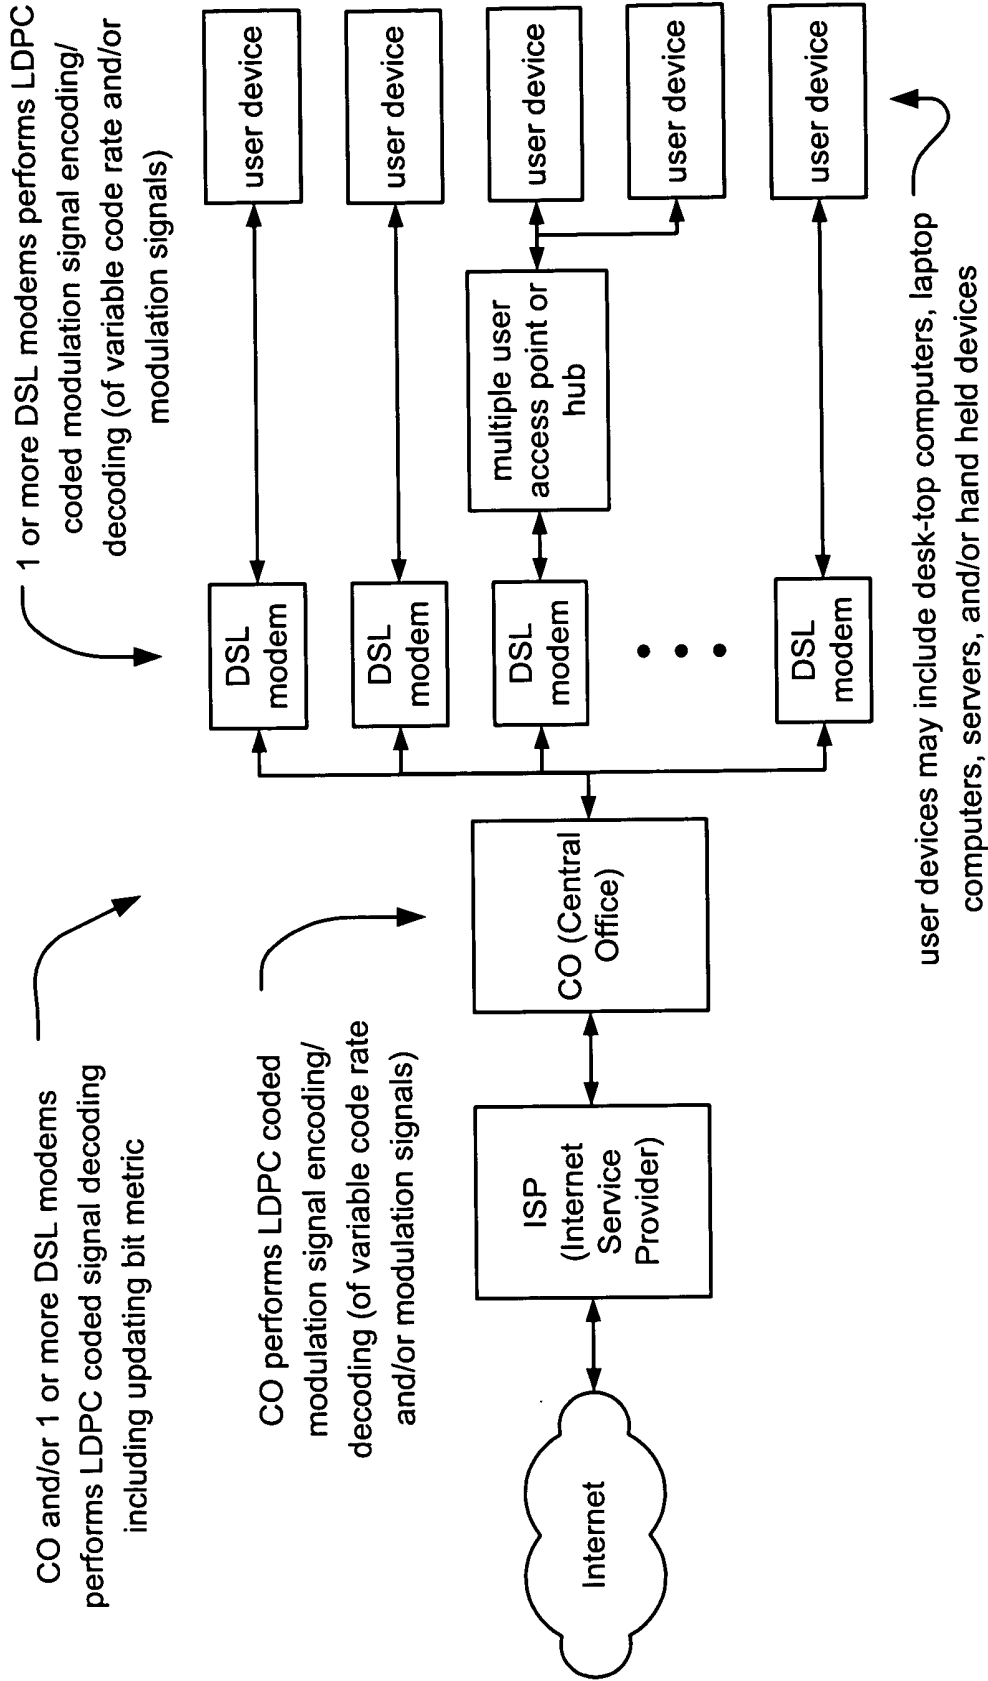 CO and/or 1 or more DSL modems
performs LDPC coded signal decoding
including updating bit metric
1 or more DSL modems performs LDPC
coded modulation signal encoding/
decoding (of variable code rate and/or
modulation signals)
CO performs LDPC coded
modulation signal encoding/
decoding (of variable code rate
and/or modulation signals)
Internet
ISP
(Internet
Service
Provider)
CO (Central
Office)
DSL
modem
user device
DSL
modem
user device
DSL
modem
multiple user
access point or
hub
user device
user device
DSL
modem
user device
user devices may include desk-top computers, laptop
computers, servers, and/or hand held devices